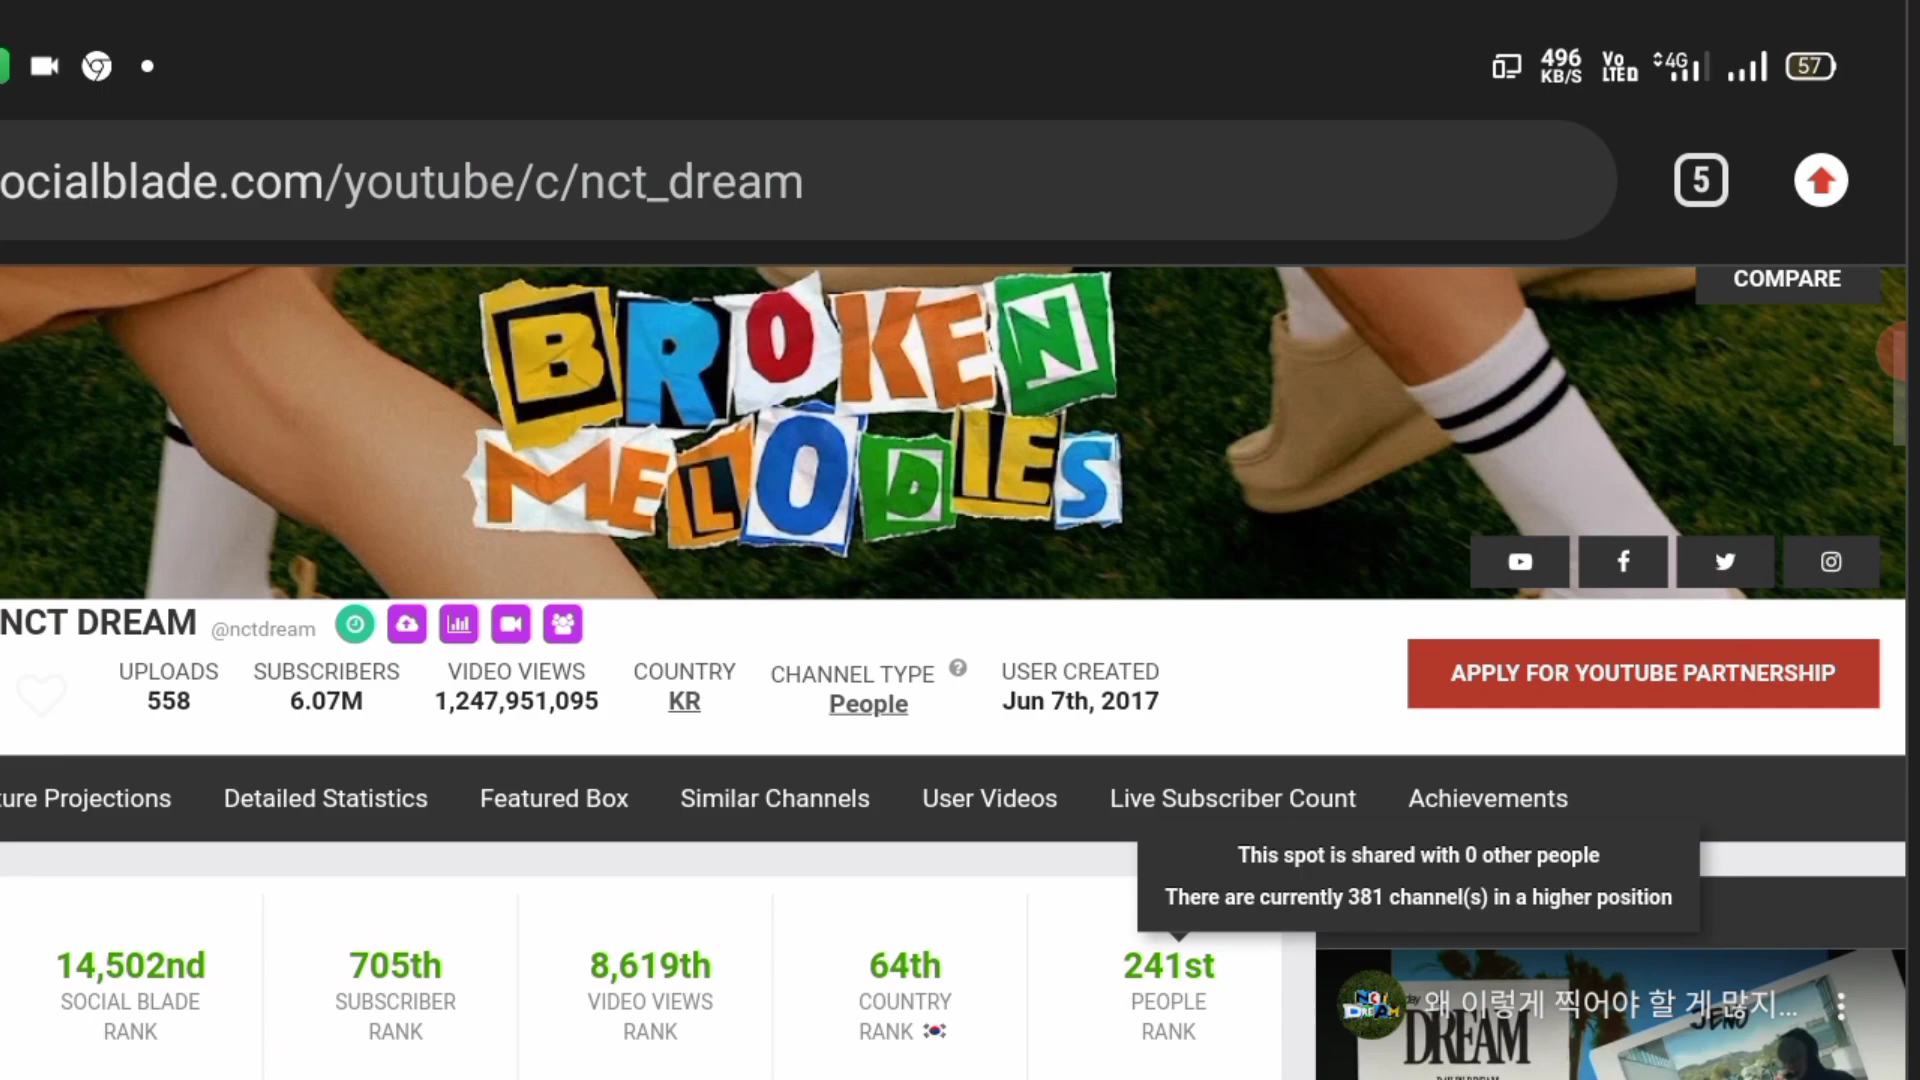 496
KB/S
Vo
LTED
4G
57
ocialblade.com/youtube/c/nct_dream
5
COMPARE
BROKEN
MELODIES
NCT DREAM @nctdream
UPLOADS
558
SUBSCRIBERS
6.07M
VIDEO VIEWS
1,247,951,095
COUNTRY
KR
CHANNEL TYPE ?
People
USER CREATED
Jun 7th, 2017
APPLY FOR YOUTUBE PARTNERSHIP
ture Projections Detailed Statistics Featured Box Similar Channels User Videos Live Subscriber Count Achievements
This spot is shared with 0 other people
There are currently 381 channel(s) in a higher position
14,502nd
SOCIAL BLADE
RANK
705th
SUBSCRIBER
RANK
8,619th
VIDEO VIEWS
RANK
64th
COUNTRY
RANK
241st
PEOPLE
RANK
왜 이렇게 찍어야 할 게 많지...
NCT
DREAM
DREAM
JENO